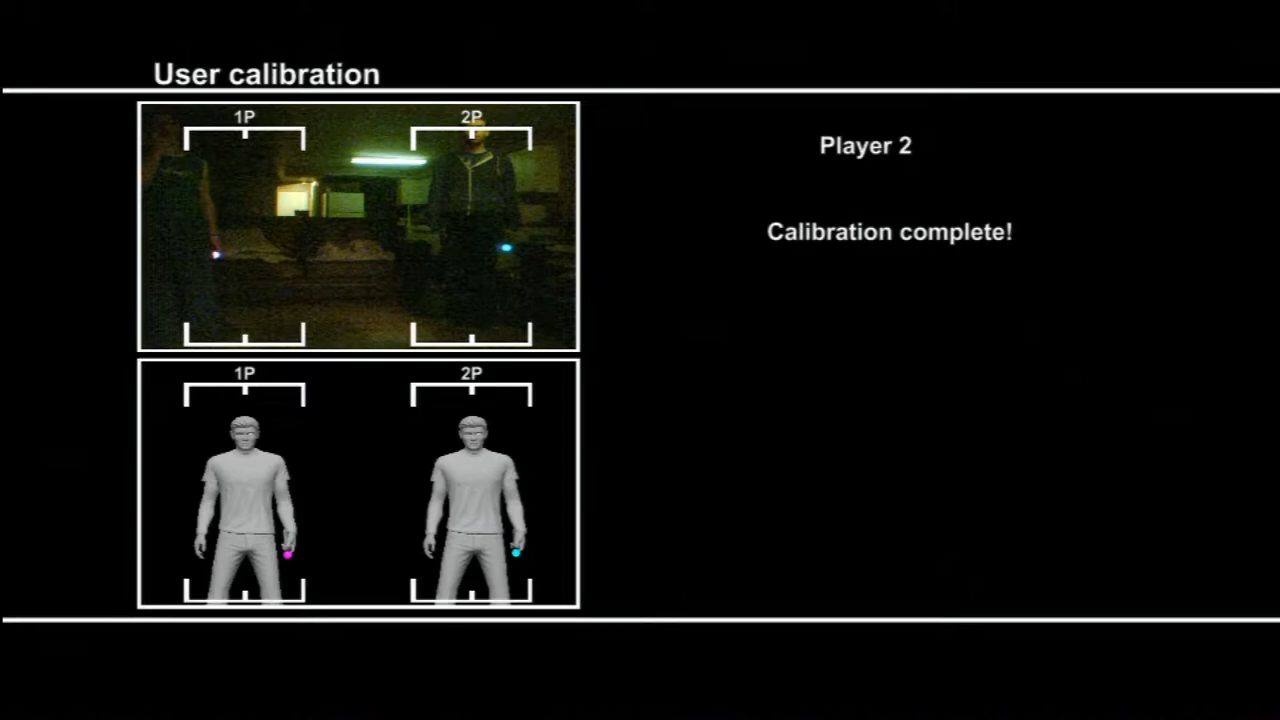 User calibration
1P
2P
Player 2
Calibration complete!
1P
2P